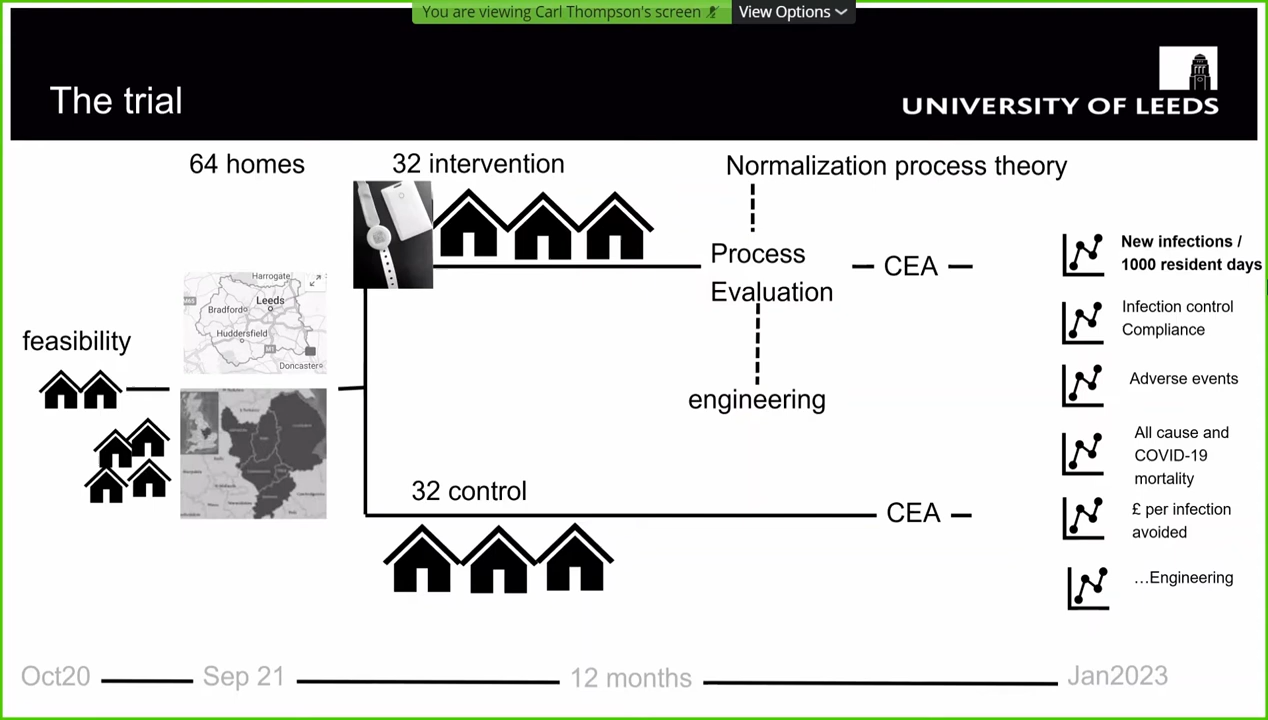 You are viewing Carl Thompson's screen
View Options
The trial
UNIVERSITY OF LEEDS
64 homes
32 intervention
Normalization process theory
Process
Evaluation
CEA
New infections /
1000 resident days
Infection control
Compliance
Adverse events
All cause and
COVID-19
mortality
£ per infection
avoided
…Engineering
feasibility
Harrogate
M65
Leeds
Bradford
Huddersfield
M1
Doncaster
engineering
32 control
CEA
Oct20
Sep 21
12 months
Jan2023